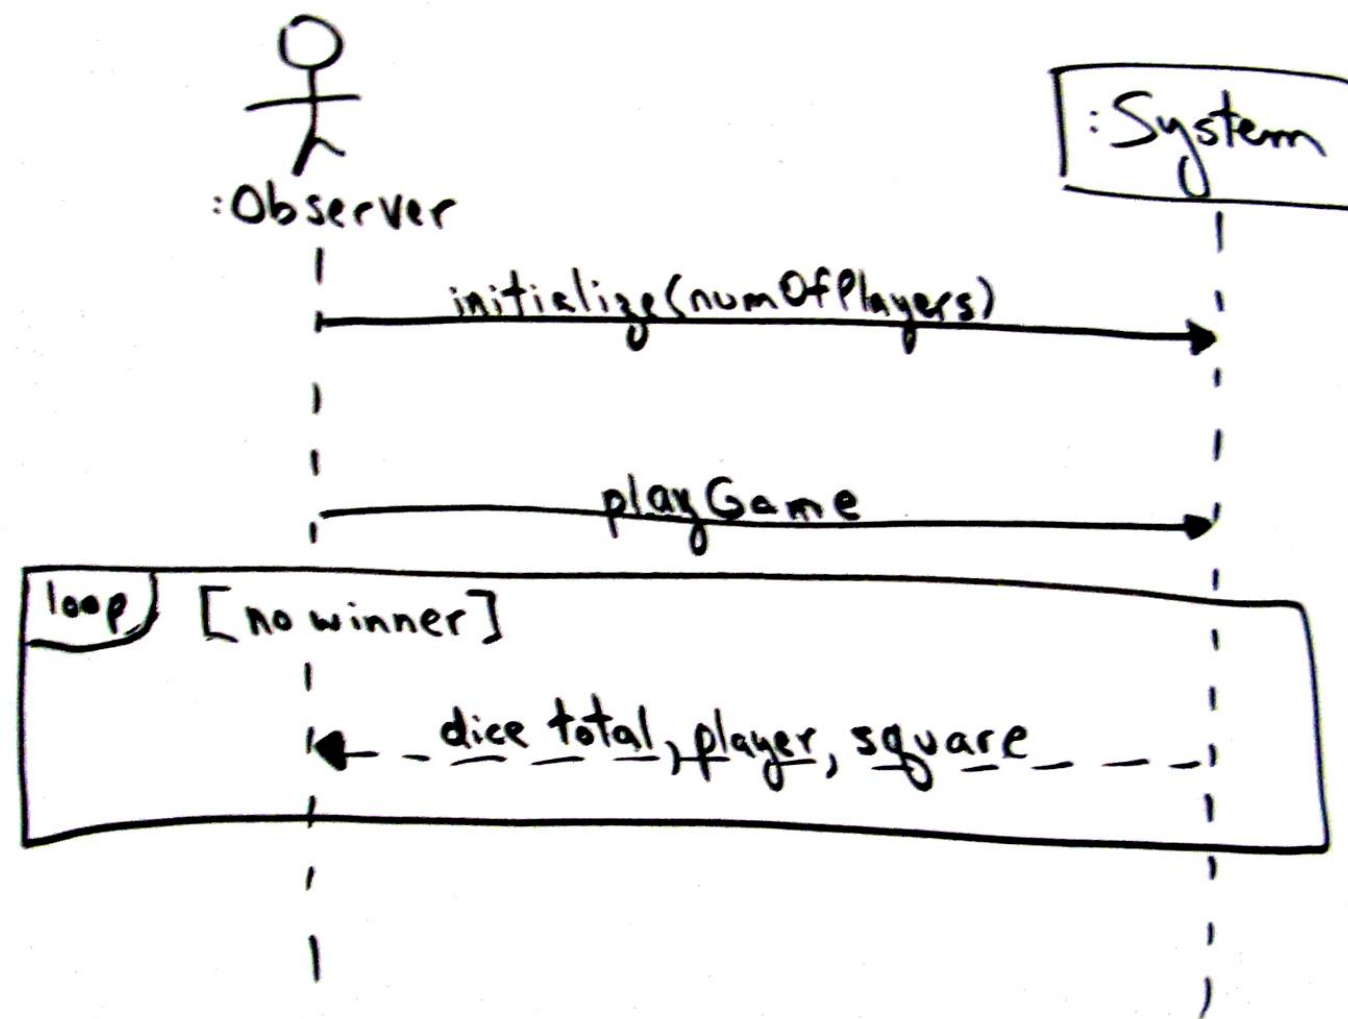 :System
:Observer
initialize(numOfPlayers)
playGame
loop [no winner]
dice total, player, square